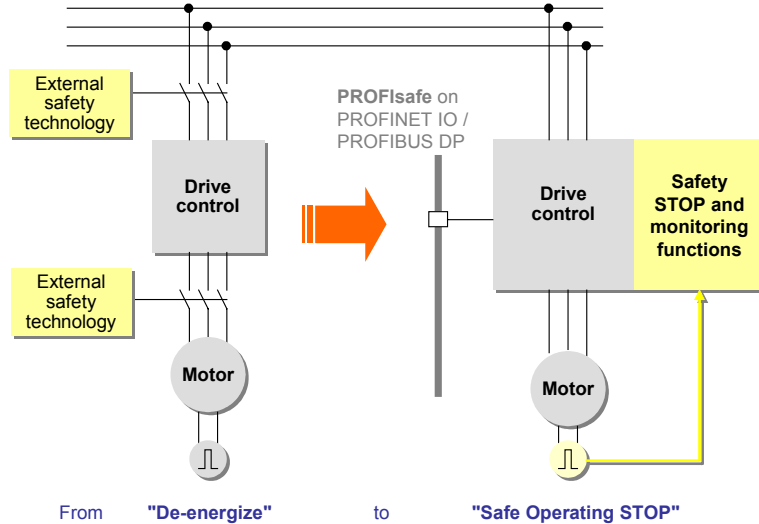 External
safety
technology
PROFIsafe on
PROFINET IO /
PROFIBUS DP
Drive
control
Drive
control
Safety
STOP and
monitoring
functions
External
safety
technology
Motor
Motor
From "De-energize" to "Safe Operating STOP"